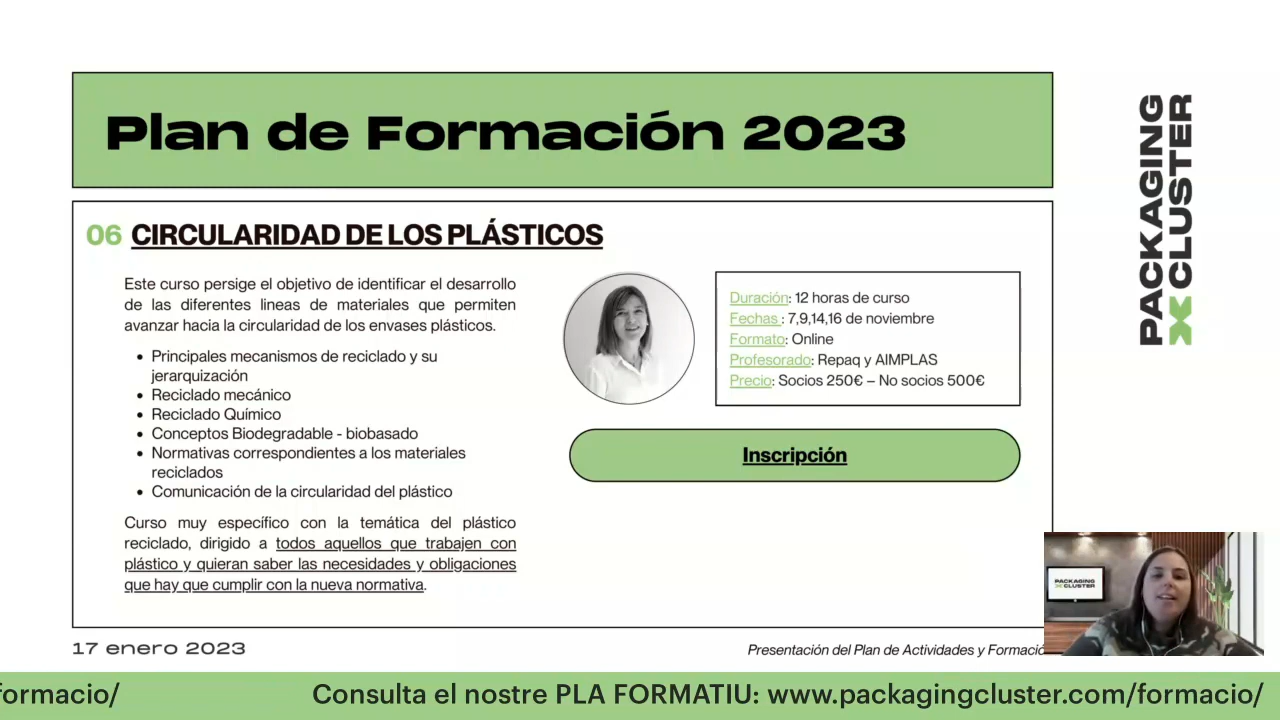 Plan de Formación 2023
PACKAGING
CLUSTER
06 CIRCULARIDAD DE LOS PLÁSTICOS
Este curso persige el objetivo de identificar el desarrollo
de las diferentes lineas de materiales que permiten
avanzar hacia la circularidad de los envases plásticos.
• Principales mecanismos de reciclado y su
jerarquización
• Reciclado mecánico
• Reciclado Químico
• Conceptos Biodegradable - biobasado
• Normativas correspondientes a los materiales
reciclados
• Comunicación de la circularidad del plástico
Curso muy específico con la temática del plástico
reciclado, dirigido a todos aquellos que trabajen con
plástico y quieran saber las necesidades y obligaciones
que hay que cumplir con la nueva normativa.
Duración: 12 horas de curso
Fechas : 7,9,14,16 de noviembre
Formato: Online
Profesorado: Repaq y AIMPLAS
Precio: Socios 250€ – No socios 500€
Inscripción
PACKAGING
CLUSTER
17 enero 2023
Presentación del Plan de Actividades y Formació
formacio/
Consulta el nostre PLA FORMATIU: www.packagingcluster.com/formacio/